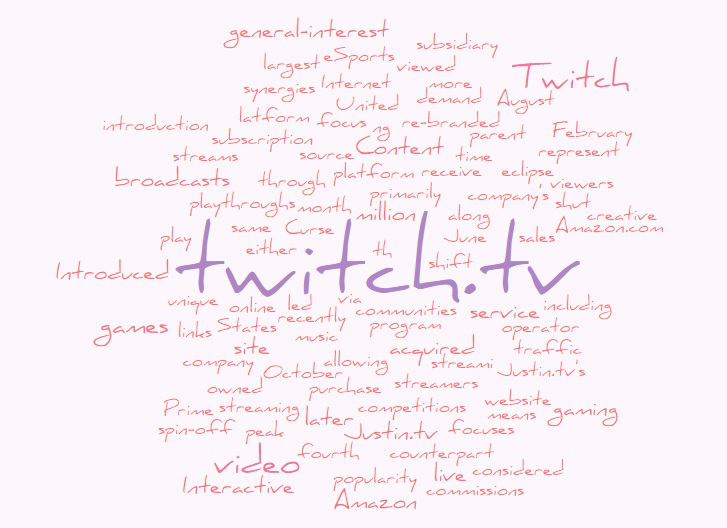 general-interest
subsidiary
largest eSports viewed
synergies Internet more Twitch
United demand August
introduction latform focus ng re-branded parent February
subscription Content
streams source time represent
broadcasts through platform receive eclipse
' viewers
playthroughs month primarily company's shut
million along creative
play same Curse June sales Amazon.com
either th shift
Introduced twitch.tv
unique online led via communities service including
games links States recently program operator
music
site acquired traffic
company October allowing streami Justin.tv's
owned purchase streamers
Prime streaming later competitions website gaming
means
spin-off peak Justin.tv focuses
video fourth counterpart
Interactive popularity live considered
Amazon commissions